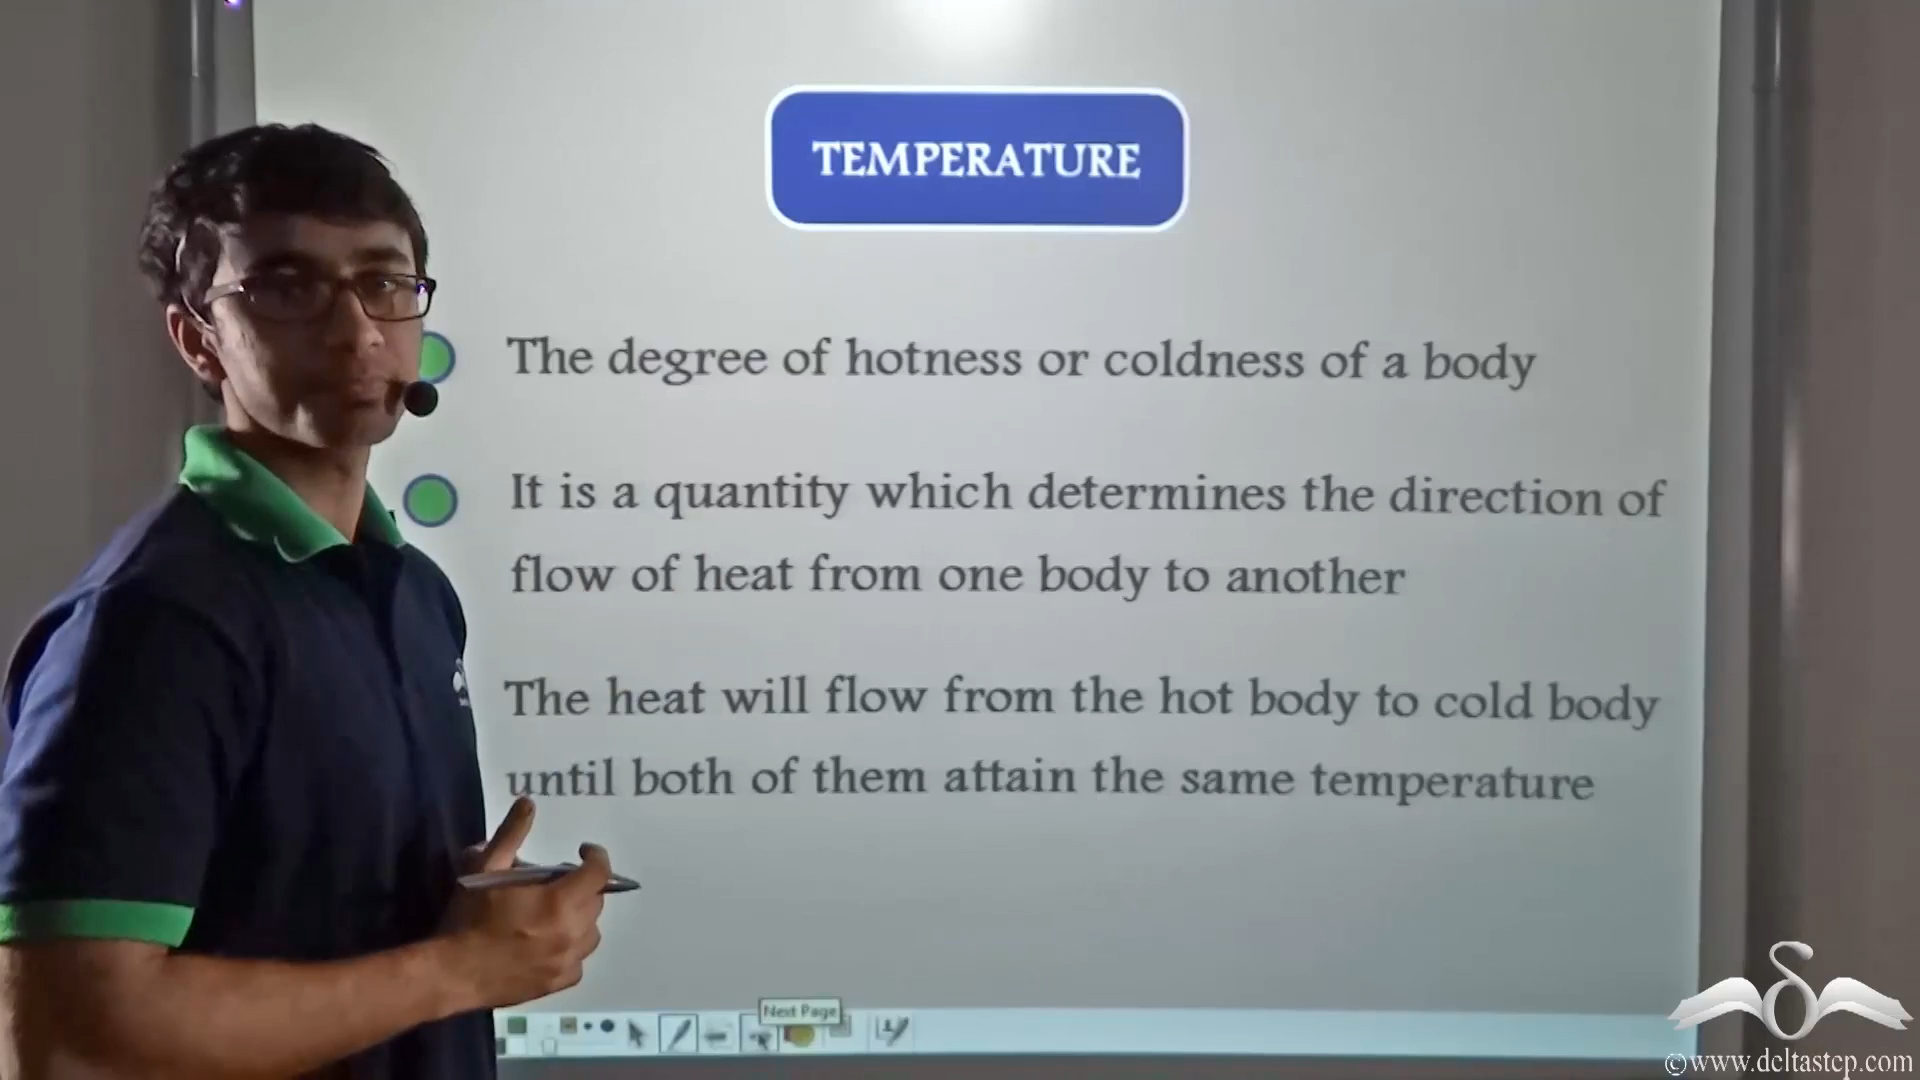 TEMPERATURE
The degree of hotness or coldness of a body
It is a quantity which determines the direction of
flow of heat from one body to another
The heat will flow from the hot body to cold body
until both of them attain the same temperature
Next Page
©www.deltastep.com